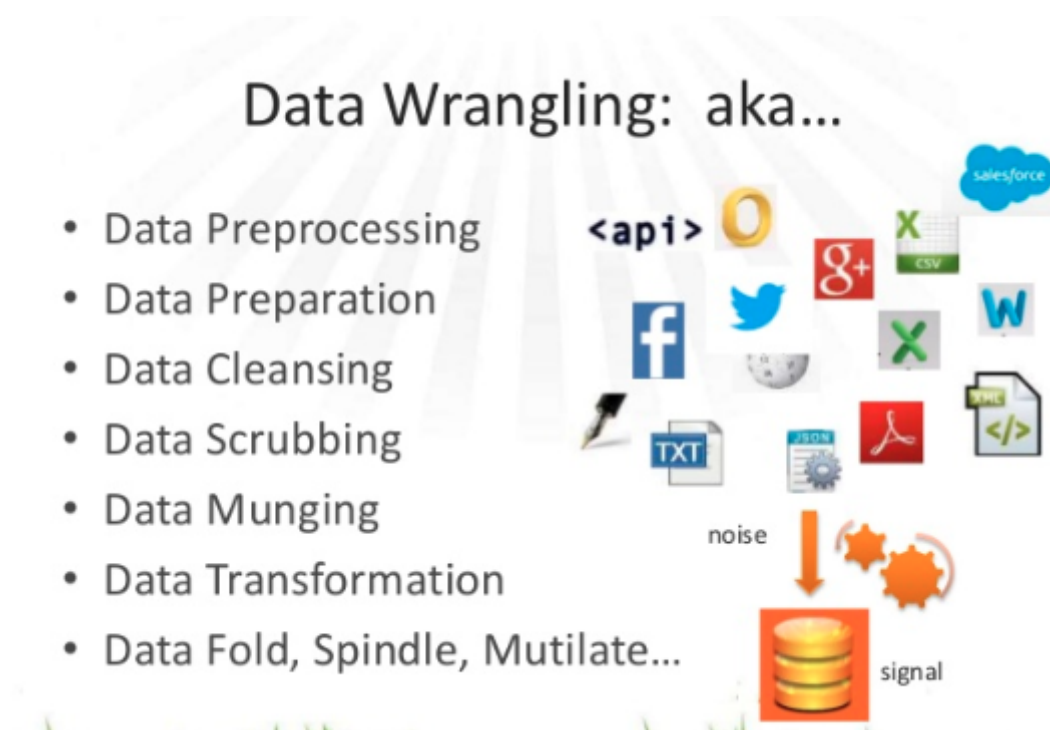 Data Wrangling: aka...
• Data Preprocessing
• Data Preparation
• Data Cleansing
• Data Scrubbing
• Data Munging
• Data Transformation
• Data Fold, Spindle, Mutilate...
salesforce
<api>
X
CSV
g+
W
f
X
XML
</>
TXT
JSON
noise
signal